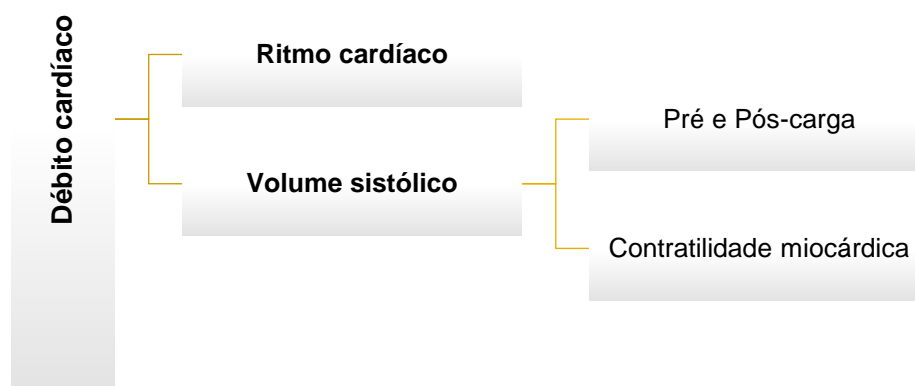 Débito cardíaco
Ritmo cardíaco
Volume sistólico
Pré e Pós-carga
Contratilidade miocárdica